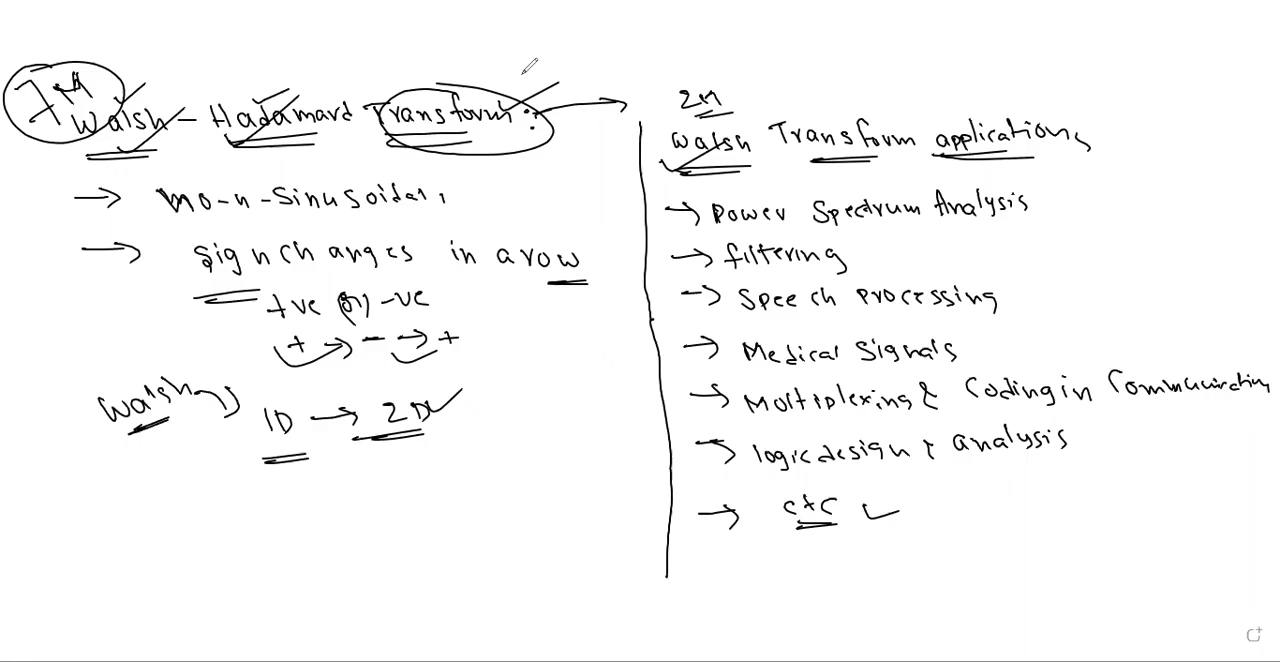 7M
Walsh - Hadamard Transform :
→ no-n-sinusoidal,
→ sign changes in a row
+ve (or) -ve
+ → - → +
Walsh
1D → 2D
2M
Walsh Transform applications
→ Power Spectrum Analysis
→ filtering
→ Speech Processing
→ Medical Signals
→ Multiplexing & Coding in Communication
→ logic design & analysis
→ etc